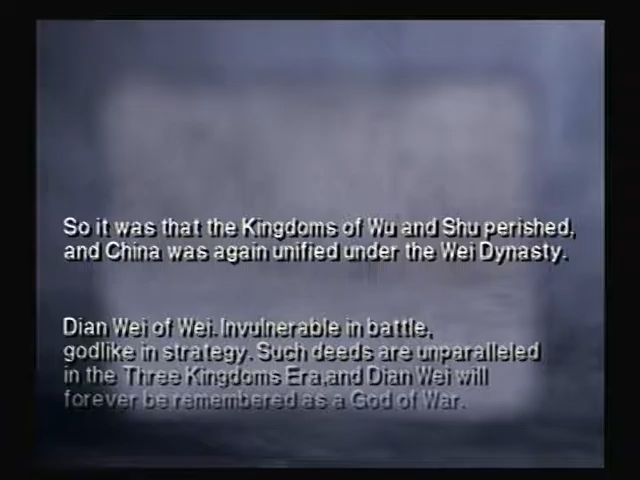 So it was that the Kingdoms of Wu and Shu perished,
and China was again unified under the Wei Dynasty.
Dian Wei of Wei. Invulnerable in battle,
godlike in strategy. Such deeds are unparalleled
in the Three Kingdoms Era,and Dian Wei will
forever be remembered as a God of War.